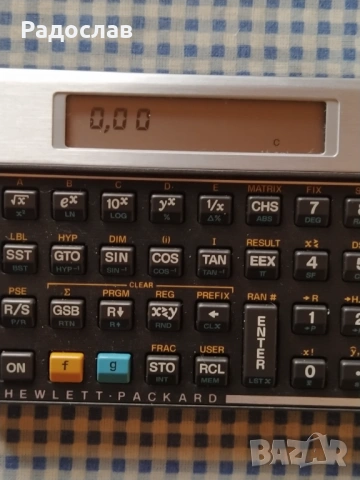 Радослав
0,00
C
A B C D E MATRIX FIX
√x eˣ 10ˣ yˣ 1/x CHS 7
x² LN LOG % Δ% ABS DEG
LBL HYP DIM (i) I RESULT x≷
SST GTO SIN COS TAN EEX 4
BST HYP⁻¹ SIN⁻¹ COS⁻¹ TAN⁻¹ π SF
CLEAR
PSE Σ PRGM REG PREFIX RAN # →R
R/S GSB R↓ x≷y ← ENTER 1
P/R RTN R↑ RND CLx →P
FRAC USER x!
ON f g STO RCL 0
INT MEM LST X x̄
HEWLETT·PACKARD
BAZAR